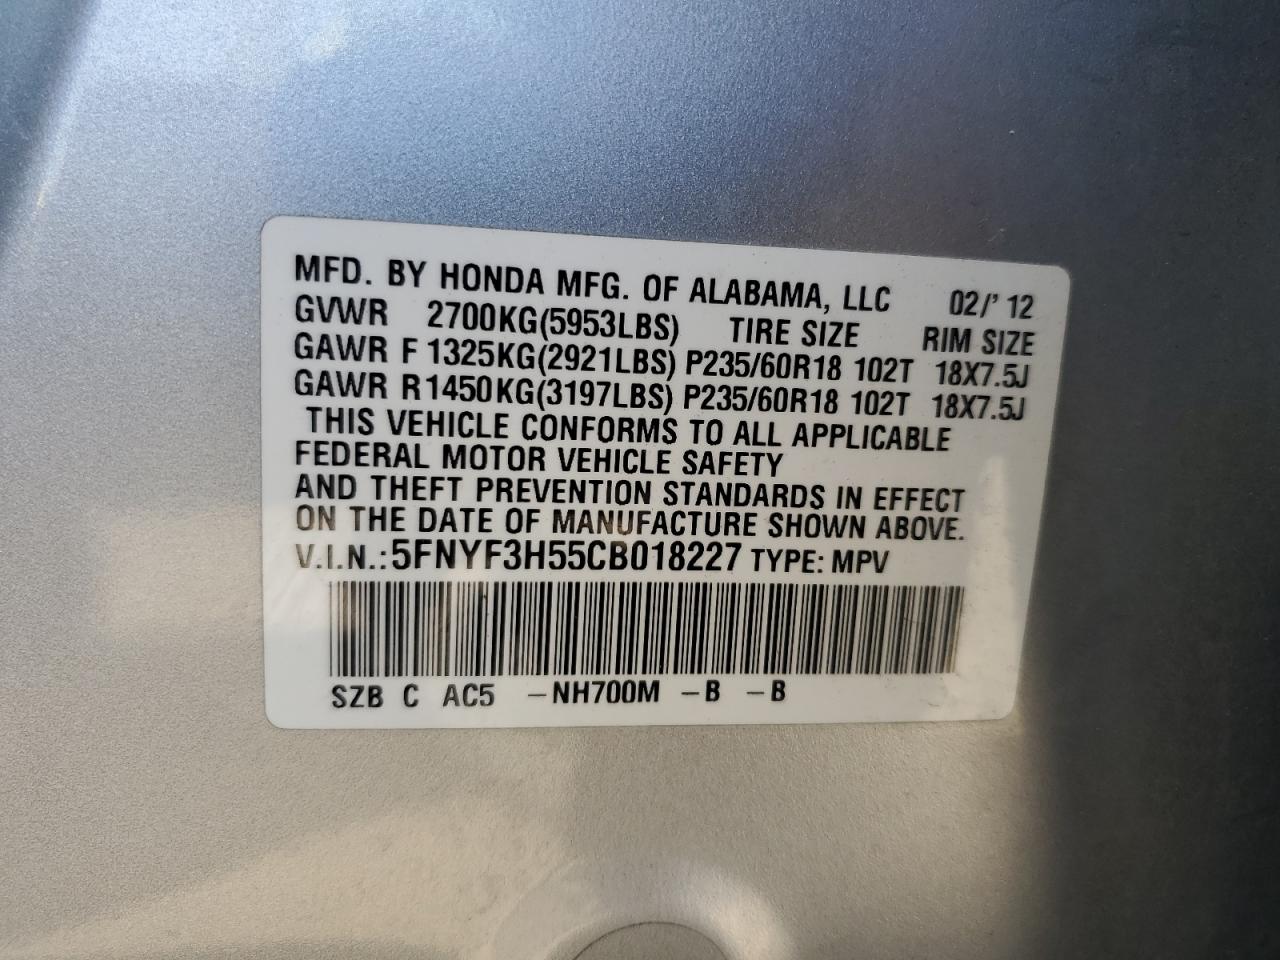 MFD. BY HONDA MFG. OF ALABAMA, LLC 02/' 12
GVWR 2700KG(5953LBS) TIRE SIZE RIM SIZE
GAWR F 1325KG(2921LBS) P235/60R18 102T 18X7.5J
GAWR R1450KG(3197LBS) P235/60R18 102T 18X7.5J
THIS VEHICLE CONFORMS TO ALL APPLICABLE
FEDERAL MOTOR VEHICLE SAFETY
AND THEFT PREVENTION STANDARDS IN EFFECT
ON THE DATE OF MANUFACTURE SHOWN ABOVE.
V.I.N.:5FNYF3H55CB018227 TYPE: MPV
SZB C AC5 –NH700M –B –B